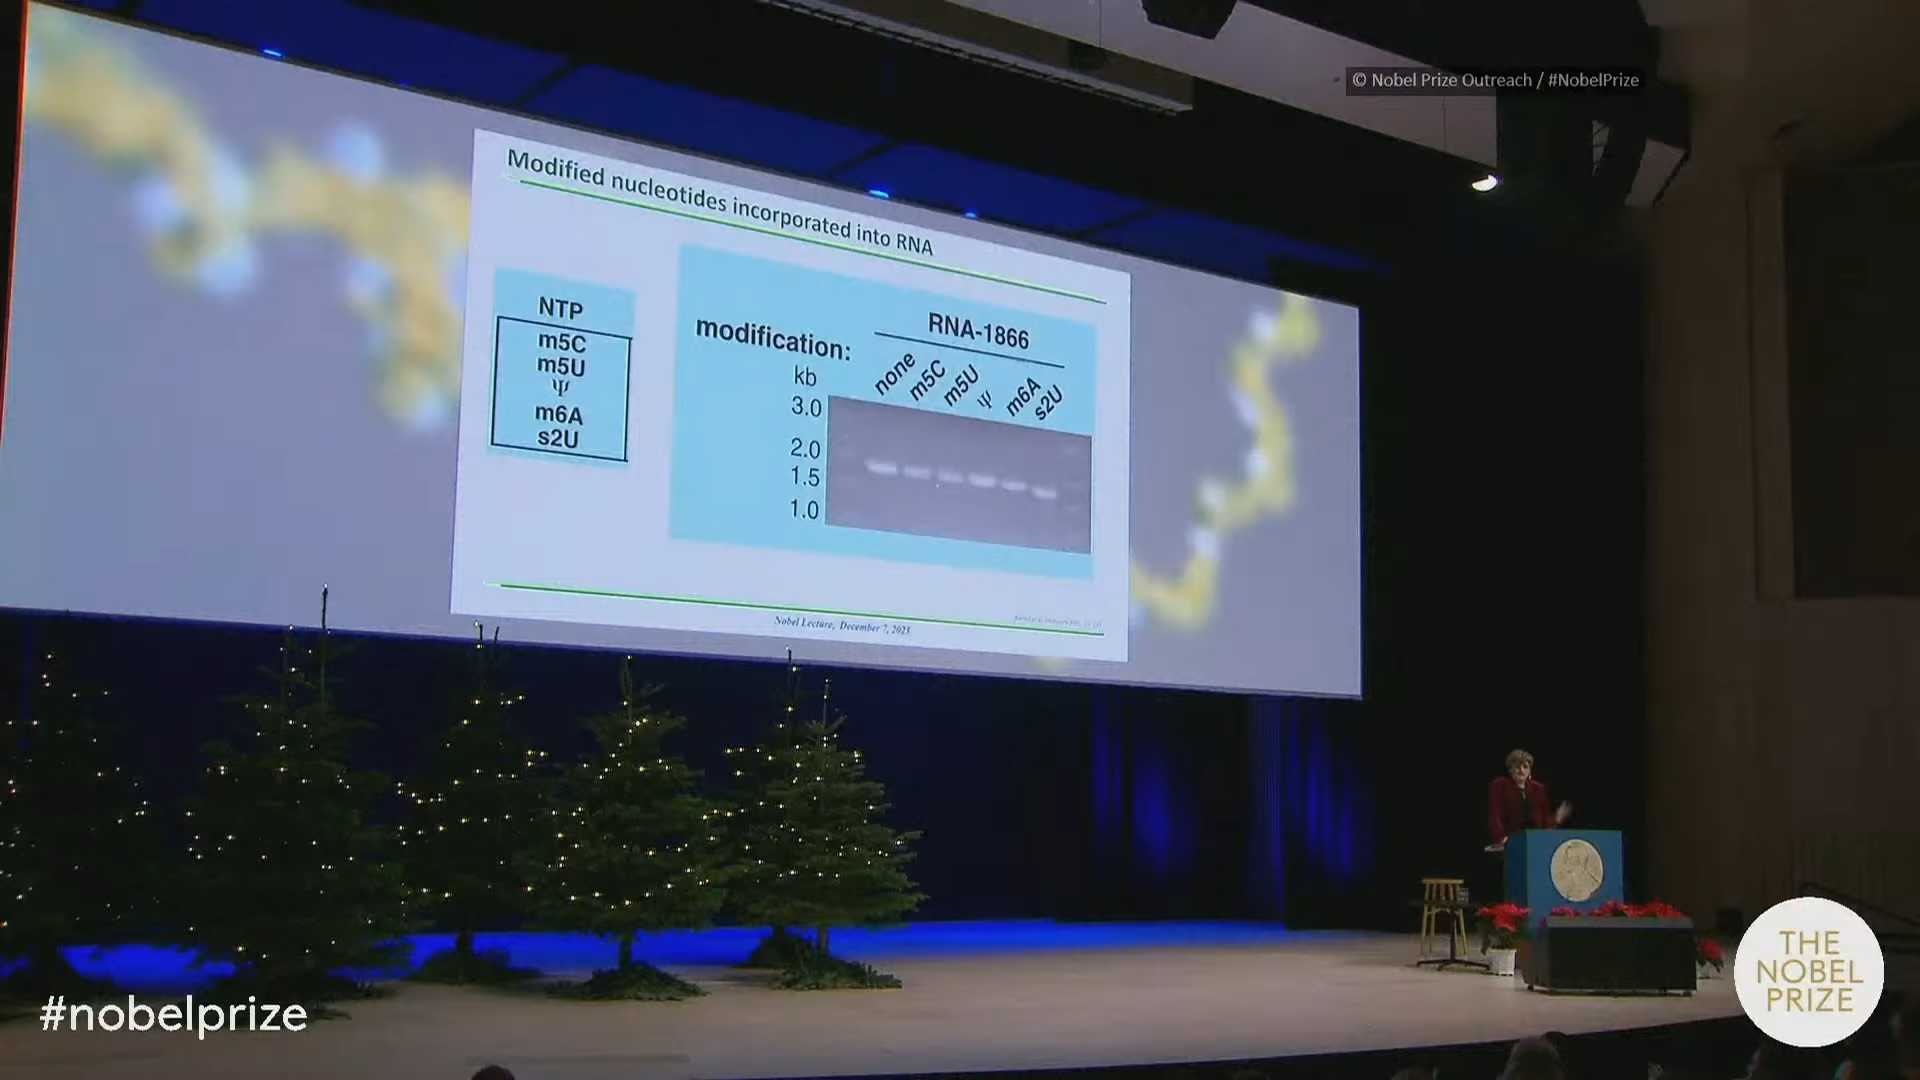 © Nobel Prize Outreach / #NobelPrize
Modified nucleotides incorporated into RNA
NTP
m5C
m5U
Ψ
m6A
s2U
RNA-1866
modification:
none m5C m5U Ψ m6A s2U
kb
3.0
2.0
1.5
1.0
Nobel Lecture, December 7, 2023
#nobelprize
THE
NOBEL
PRIZE